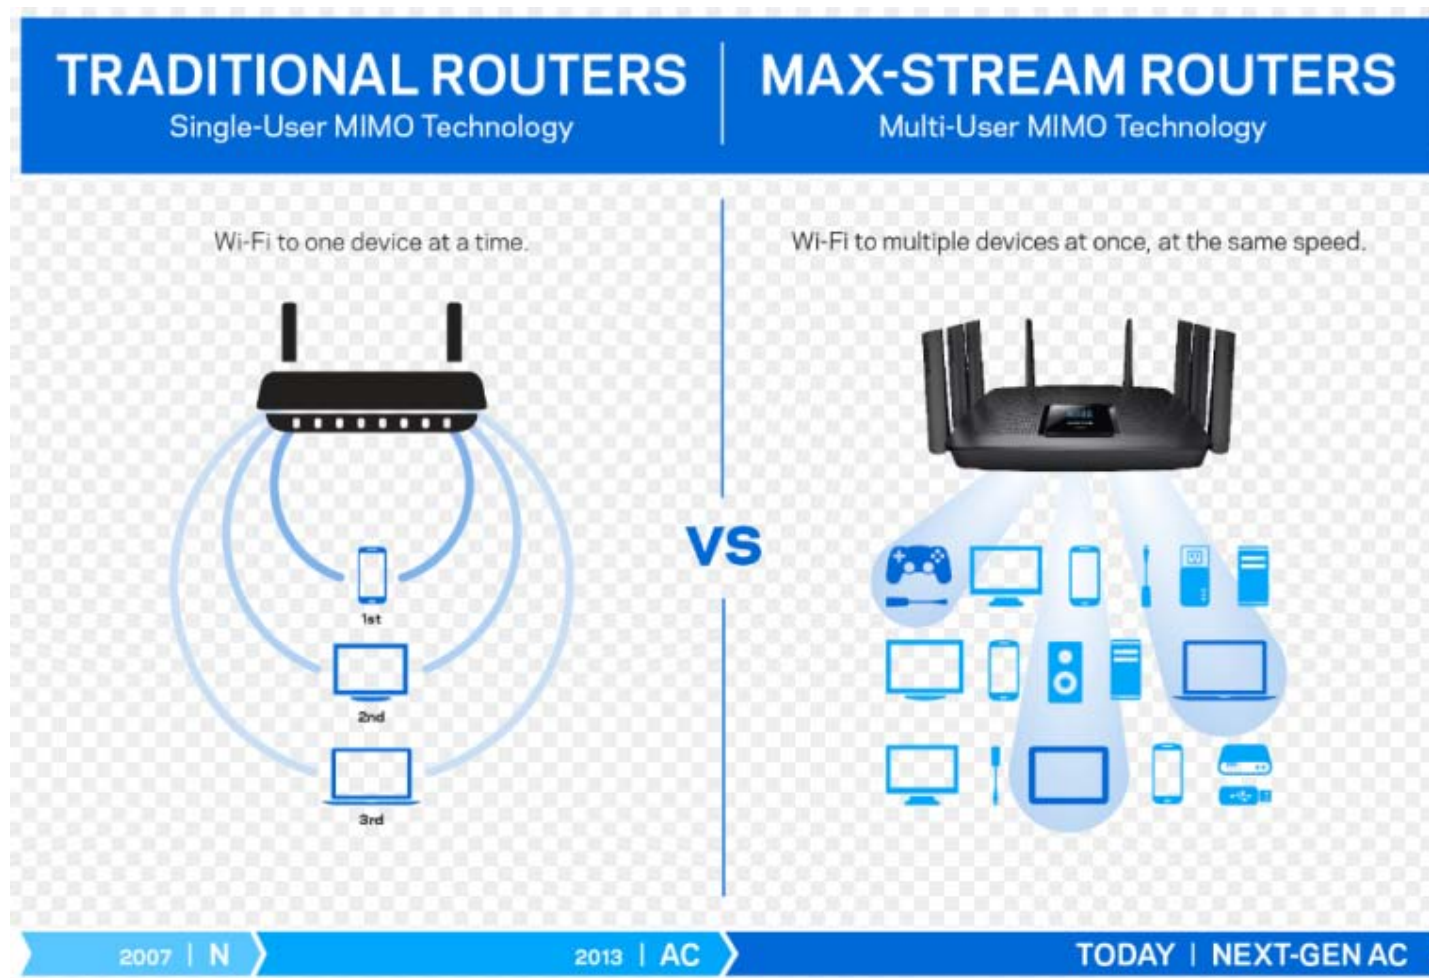 TRADITIONAL ROUTERS
Single-User MIMO Technology
MAX-STREAM ROUTERS
Multi-User MIMO Technology
Wi-Fi to one device at a time.
Wi-Fi to multiple devices at once, at the same speed.
VS
1st
2nd
3rd
2007 | N
2013 | AC
TODAY | NEXT-GEN AC